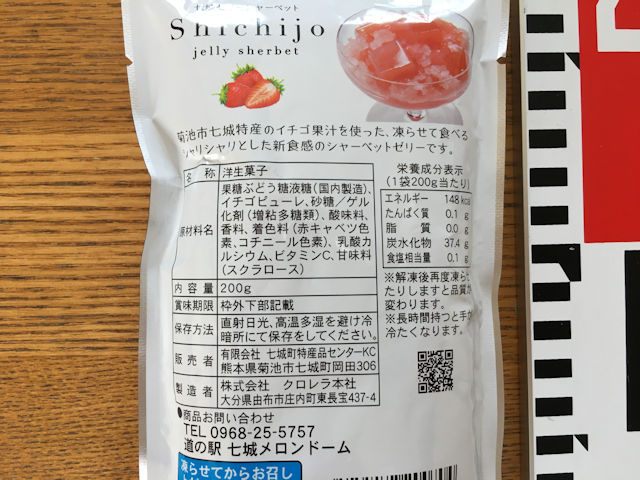 シャーベット
Shichijo
jelly sherbet
菊池市七城特産のイチゴ果汁を使った、凍らせて食べる
シャリシャリとした新食感のシャーベットゼリーです。
名 称 洋生菓子
原材料名 果糖ぶどう糖液糖(国内製造)、
イチゴピューレ、砂糖/ゲル
化剤(増粘多糖類)、酸味料、
香料、着色料(赤キャベツ色
素、コチニール色素)、乳酸カ
ルシウム、ビタミンC、甘味料
(スクラロース)
内 容 量 200g
賞味期限 枠外下部記載
保存方法 直射日光、高温多湿を避け冷
暗所にて保存をしてください。
販 売 者 有限会社 七城町特産品センターKC
熊本県菊池市七城町岡田306
製 造 者 株式会社 クロレラ本社
大分県由布市庄内町東長宝437-4
栄養成分表示
(1袋200g当たり)
エネルギー 148kcal
たんぱく質 0.1g
脂 質 0.0g
炭水化物 37.4g
食塩相当量 0.1g
※解凍後再度凍らせ
たりしますと品質が
変わります。
※長時間持つと手が
冷たくなります。
●商品お問い合わせ
TEL 0968-25-5757
道の駅 七城メロンドーム
凍らせてからお召し